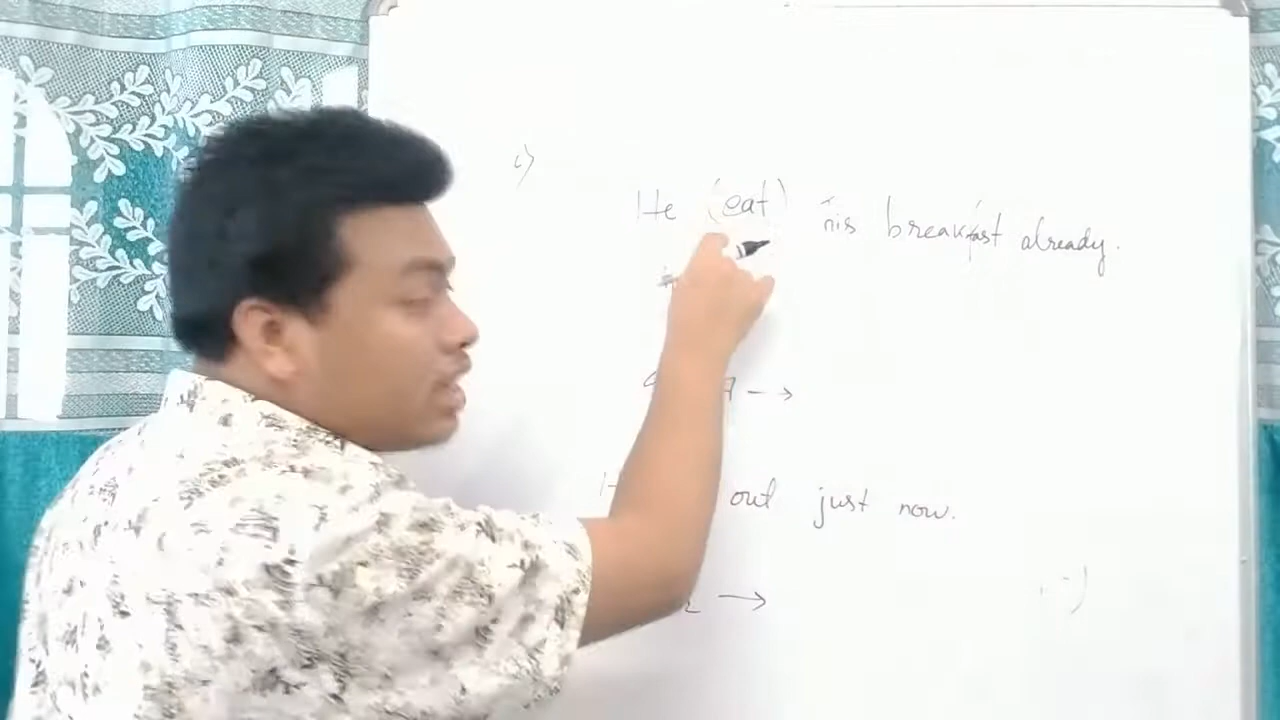 i)
He (eat) his breakfast already.
→
out just now.
→